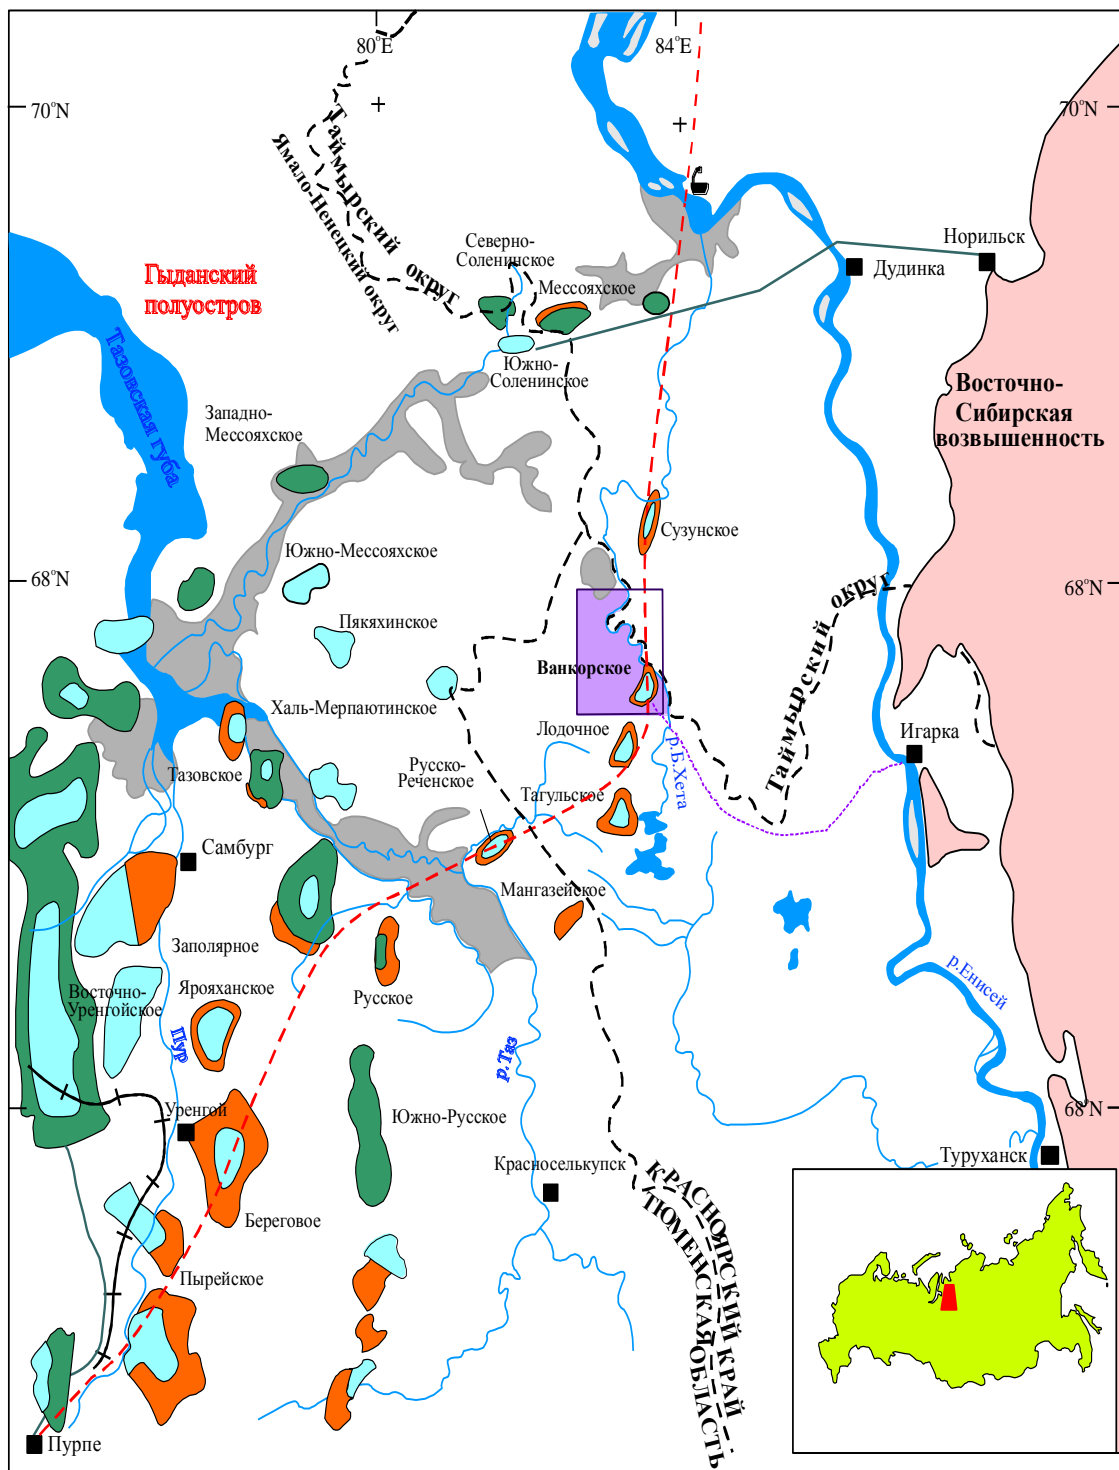 80°E
84°E
70°N
70°N
Таймырский округ
Ямало-Ненецкий округ
Гыданский
полуостров
Северно-
Соленинское
Мессояхское
Норильск
Дудинка
Тазовская губа
Южно-
Соленинское
Западно-
Мессояхское
Восточно-
Сибирская
возвышенность
Сузунское
68°N
68°N
Южно-Мессояхское
Пякяхинское
Таймырский округ
Ванкорское
Халь-Мерпаютинское
Лодочное
Русско-
Реченское
р.Б.Хета
Игарка
Тазовское
Тагульское
Самбург
Мангазейское
Заполярное
Восточно-
Уренгойское
Ярояханское
Русское
р.Енисей
Пур
р.Таз
Уренгой
Южно-Русское
68°N
Туруханск
Красноселькупск
Береговое
КРАСНОЯРСКИЙ КРАЙ
ТЮМЕНСКАЯ ОБЛАСТЬ
Пырейское
Пурпе